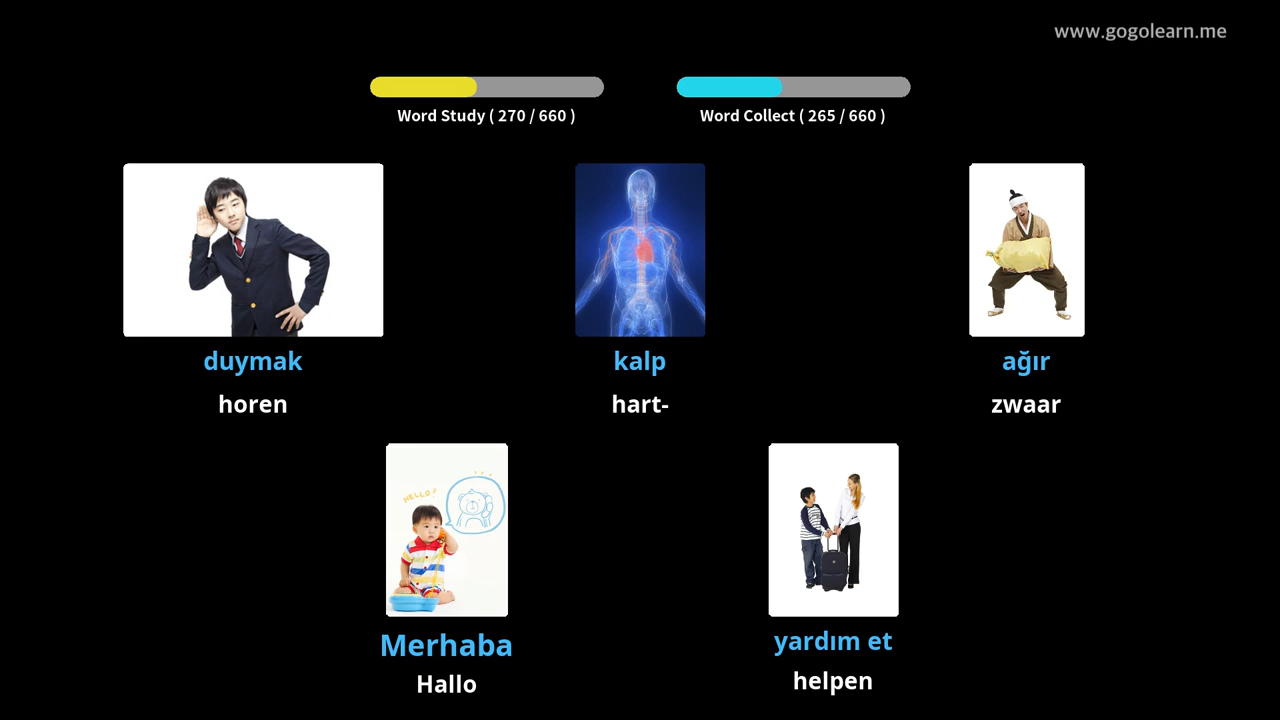 www.gogolearn.me
Word Study ( 270 / 660 )
Word Collect ( 265 / 660 )
duymak
kalp
ağır
horen
hart-
zwaar
HELLO!
Merhaba
yardım et
Hallo
helpen